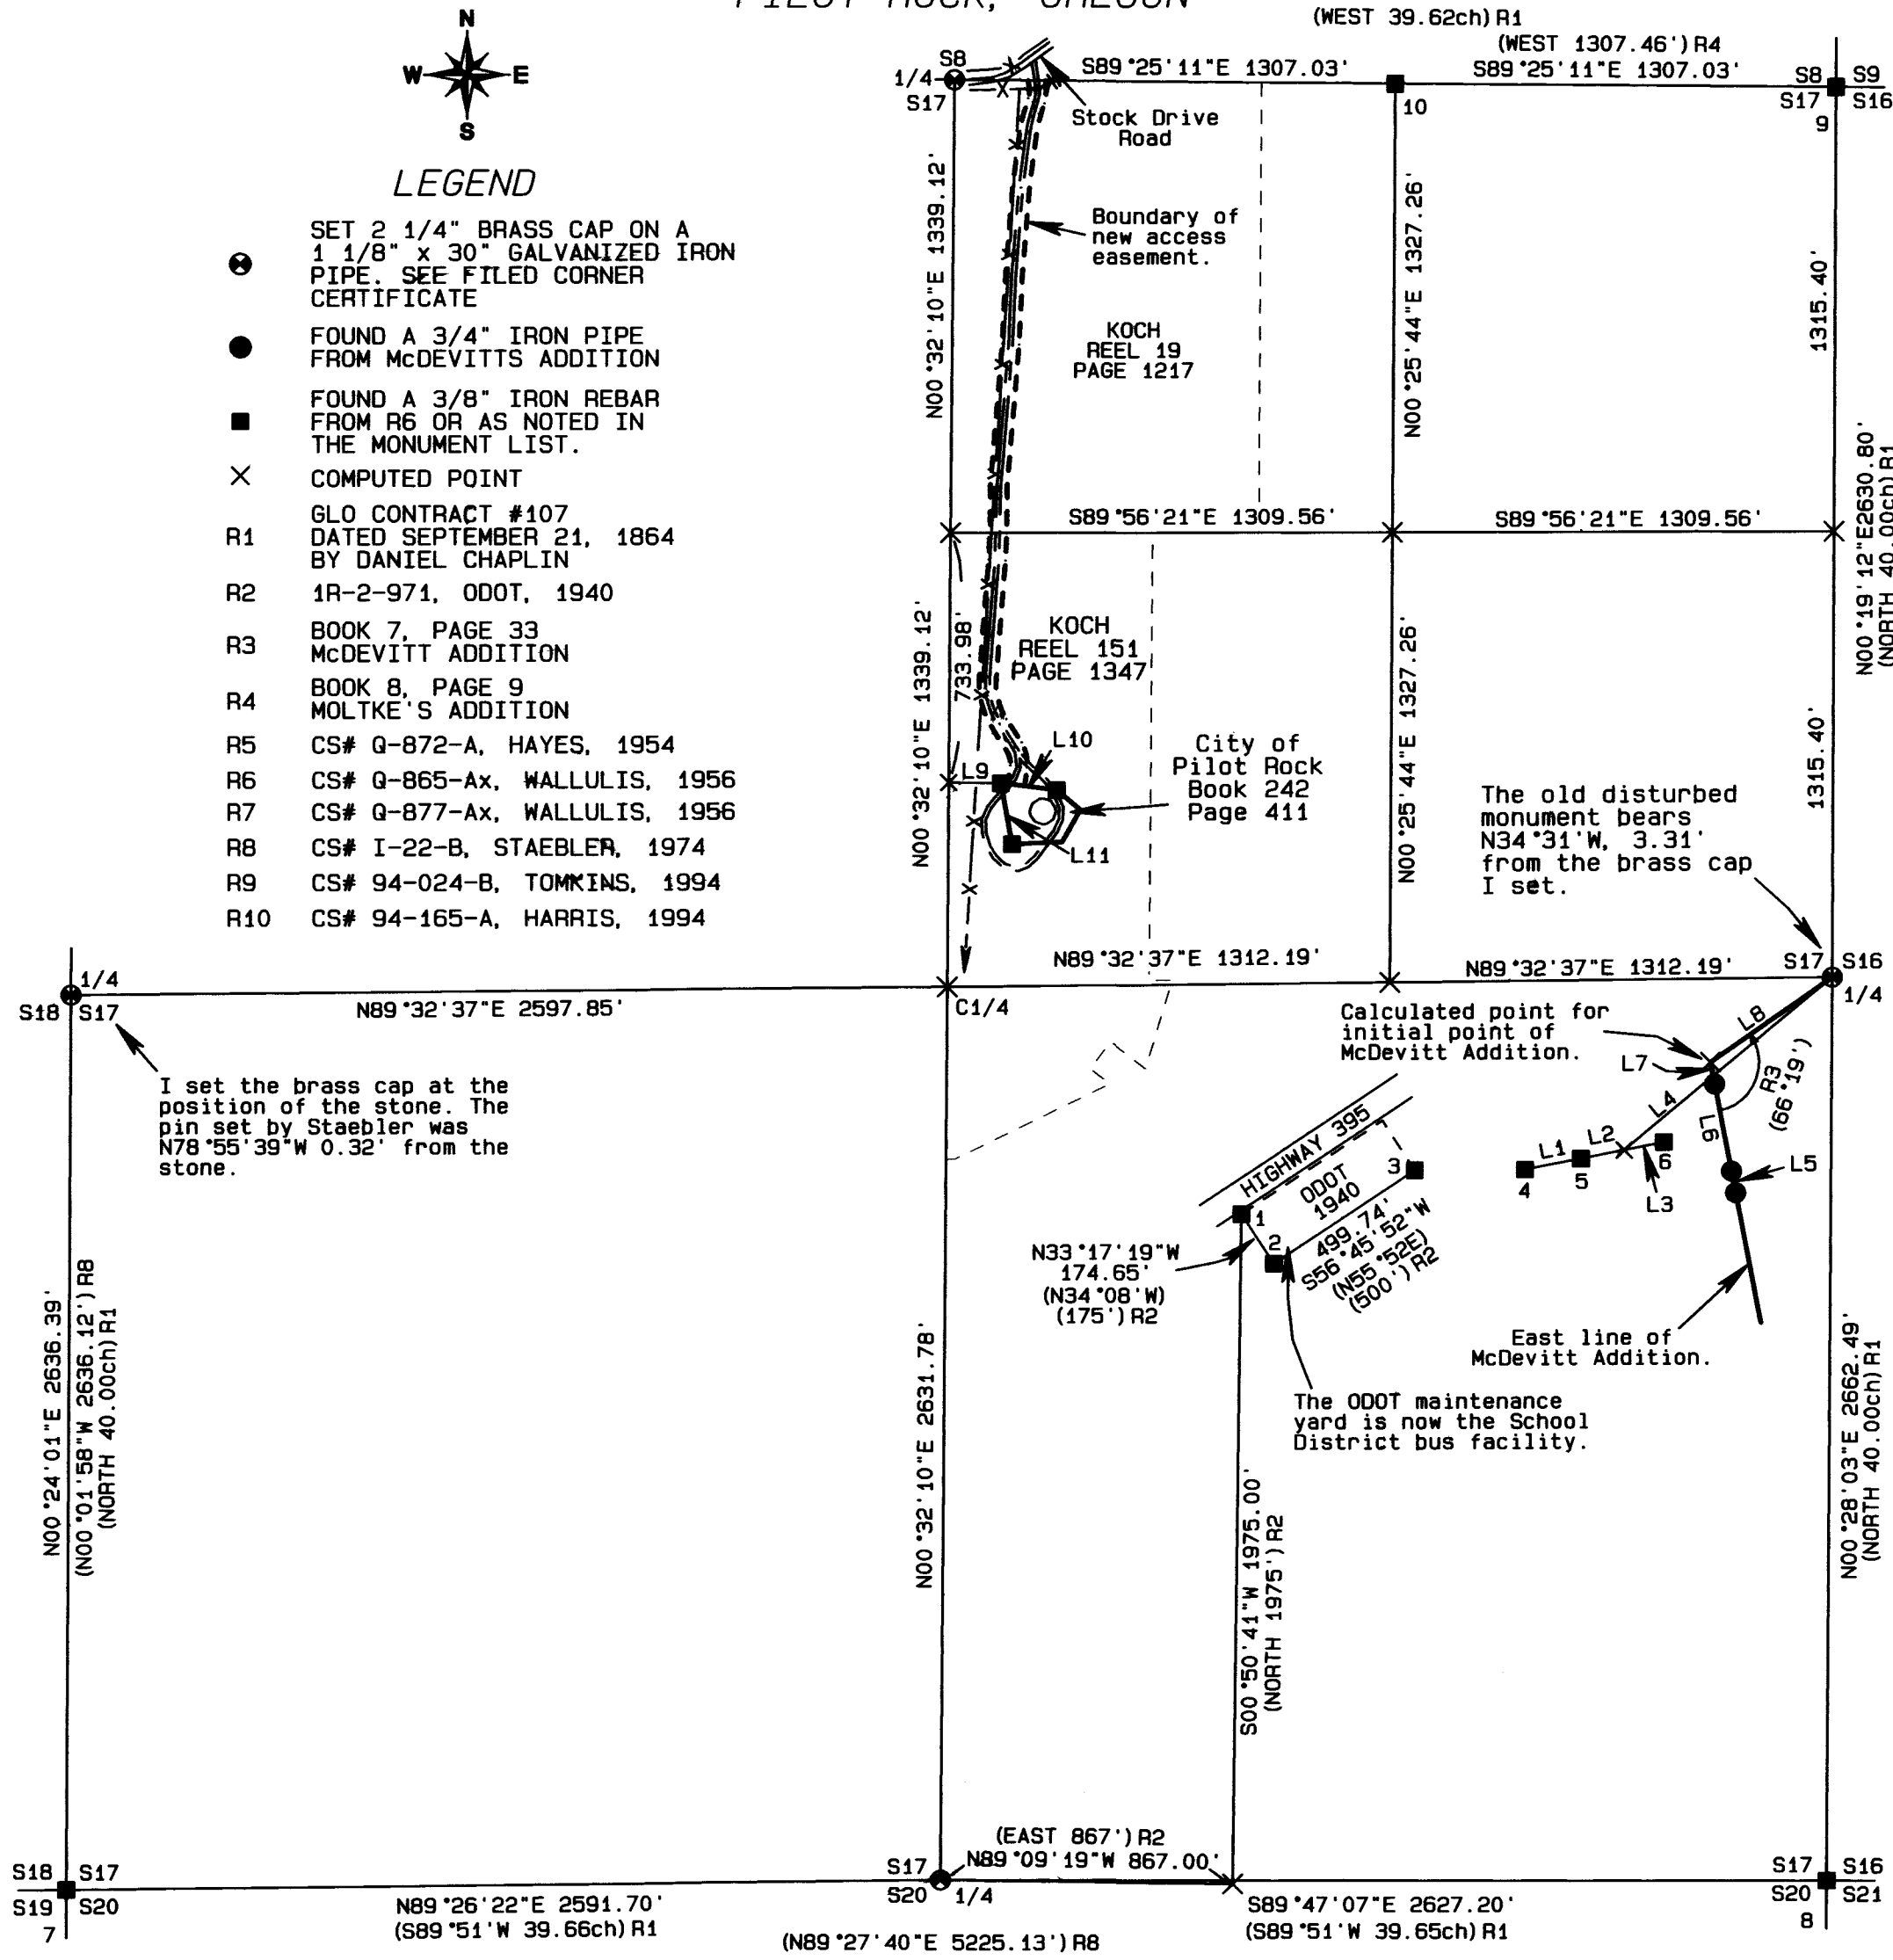 (WEST 39.62ch) R1
(WEST 1307.46') R4
N
W E
S
S8
1/4
S17
S89°25'11"E 1307.03'
S89°25'11"E 1307.03'
S8 S9
S17 S16
10
9
Stock Drive
Road
LEGEND
SET 2 1/4" BRASS CAP ON A
1 1/8" x 30" GALVANIZED IRON
PIPE. SEE FILED CORNER
CERTIFICATE
FOUND A 3/4" IRON PIPE
FROM McDEVITTS ADDITION
FOUND A 3/8" IRON REBAR
FROM R6 OR AS NOTED IN
THE MONUMENT LIST.
COMPUTED POINT
GLO CONTRACT #107
R1 DATED SEPTEMBER 21, 1864
BY DANIEL CHAPLIN
R2 1R-2-971, ODOT, 1940
R3 BOOK 7, PAGE 33
McDEVITT ADDITION
R4 BOOK 8, PAGE 9
MOLTKE'S ADDITION
R5 CS# Q-872-A, HAYES, 1954
R6 CS# Q-865-Ax, WALLULIS, 1956
R7 CS# Q-877-Ax, WALLULIS, 1956
R8 CS# I-22-B, STAEBLER, 1974
R9 CS# 94-024-B, TOMKINS, 1994
R10 CS# 94-165-A, HARRIS, 1994
N00°32'10"E 1339.12'
Boundary of
new access
easement.
KOCH
REEL 19
PAGE 1217
N00°25'44"E 1327.26'
1315.40'
N00°19'12"E2630.80'
(NORTH 40.00ch) R1
S89°56'21"E 1309.56'
S89°56'21"E 1309.56'
N00°32'10"E 1339.12'
733.98'
KOCH
REEL 151
PAGE 1347
N00°25'44"E 1327.26'
1315.40'
L9
L10
L11
City of
Pilot Rock
Book 242
Page 411
The old disturbed
monument bears
N34°31'W, 3.31'
from the brass cap
I set.
N89°32'37"E 1312.19'
N89°32'37"E 1312.19'
S17 S16
1/4
1/4
S18 S17
N89°32'37"E 2597.85'
C1/4
I set the brass cap at the
position of the stone. The
pin set by Staebler was
N78°55'39"W 0.32' from the
stone.
Calculated point for
initial point of
McDevitt Addition.
L8
L7
R3
(66°19')
L4
L6
L1
L2
L5
L3
4
5
6
HIGHWAY 395
ODOT
1940
1
2
3
499.74'
S56°45'52"W
(N55°52E)
(500') R2
N33°17'19"W
174.65'
(N34°08'W)
(175') R2
East line of
McDevitt Addition.
The ODOT maintenance
yard is now the School
District bus facility.
N00°24'01"E 2636.39'
(N00°01'58"W 2636.12') R8
(NORTH 40.00ch) R1
N00°32'10"E 2631.78'
S00°50'41"W 1975.00'
(NORTH 1975') R2
N00°28'03"E 2662.49'
(NORTH 40.00ch) R1
(EAST 867') R2
N89°09'19"W 867.00'
S18 S17
S19 S20
7
S17
S20 1/4
S17 S16
S20 S21
8
N89°26'22"E 2591.70'
(S89°51'W 39.66ch) R1
S89°47'07"E 2627.20'
(S89°51'W 39.65ch) R1
(N89°27'40"E 5225.13') R8